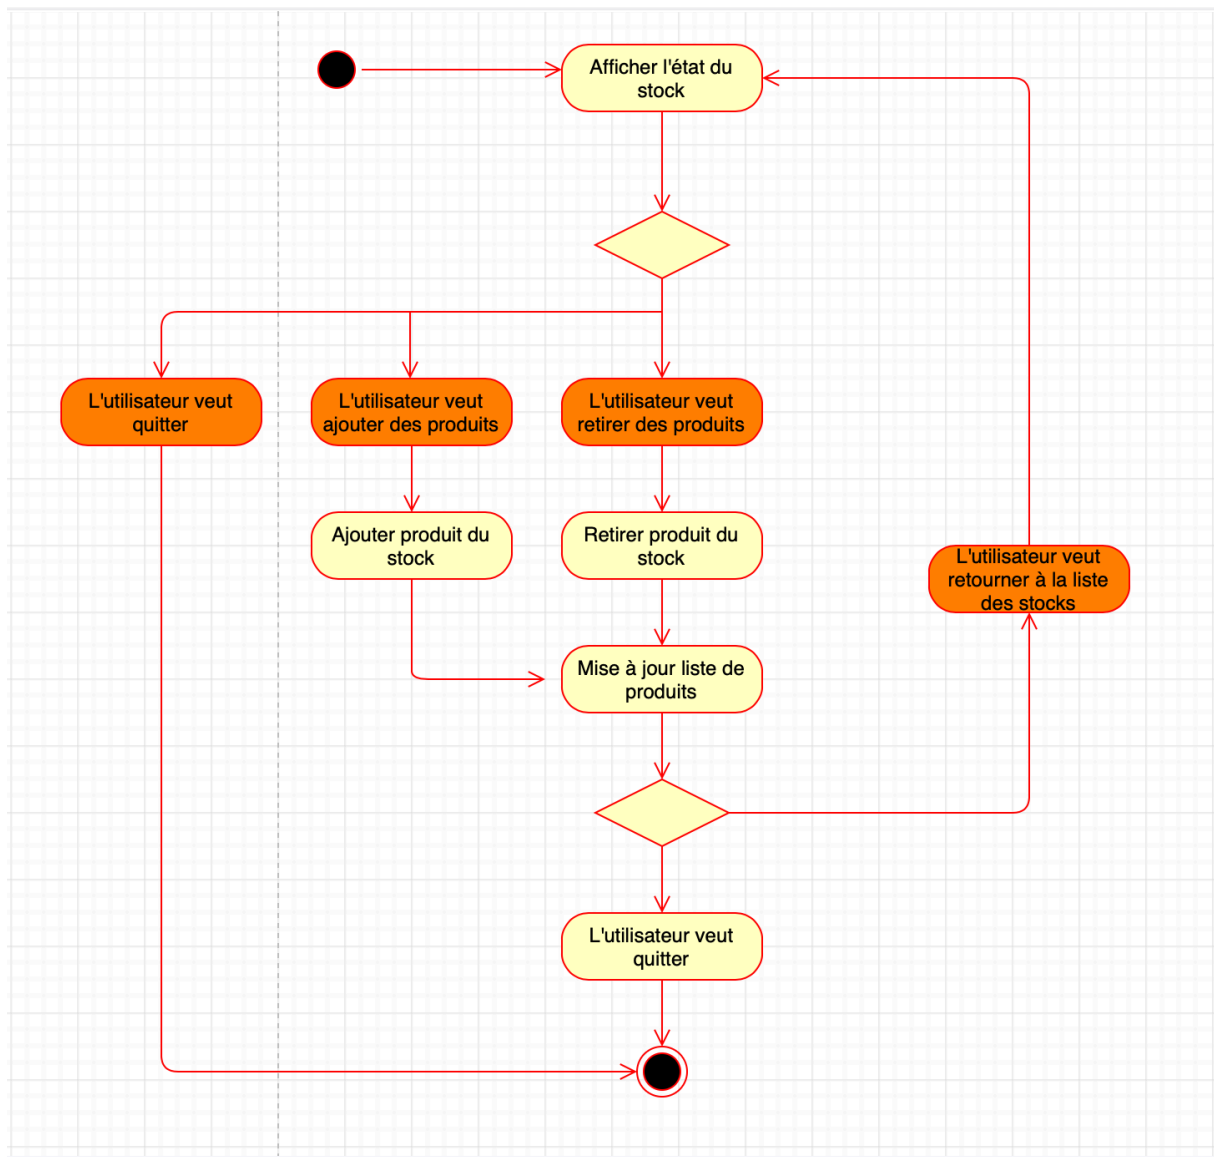 Afficher l'état du
stock
L'utilisateur veut
quitter
L'utilisateur veut
ajouter des produits
L'utilisateur veut
retirer des produits
Ajouter produit du
stock
Retirer produit du
stock
L'utilisateur veut
retourner à la liste
des stocks
Mise à jour liste de
produits
L'utilisateur veut
quitter